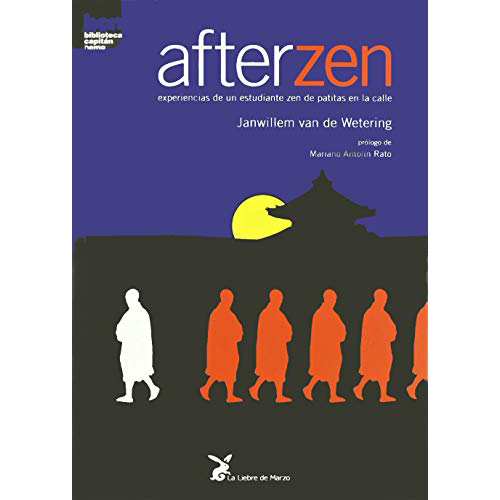 bcn
biblioteca
capitán
nemo
afterzen
experiencias de un estudiante zen de patitas en la calle
Janwillem van de Wetering
prólogo de
Mariano Antolín Rato
La Liebre de Marzo